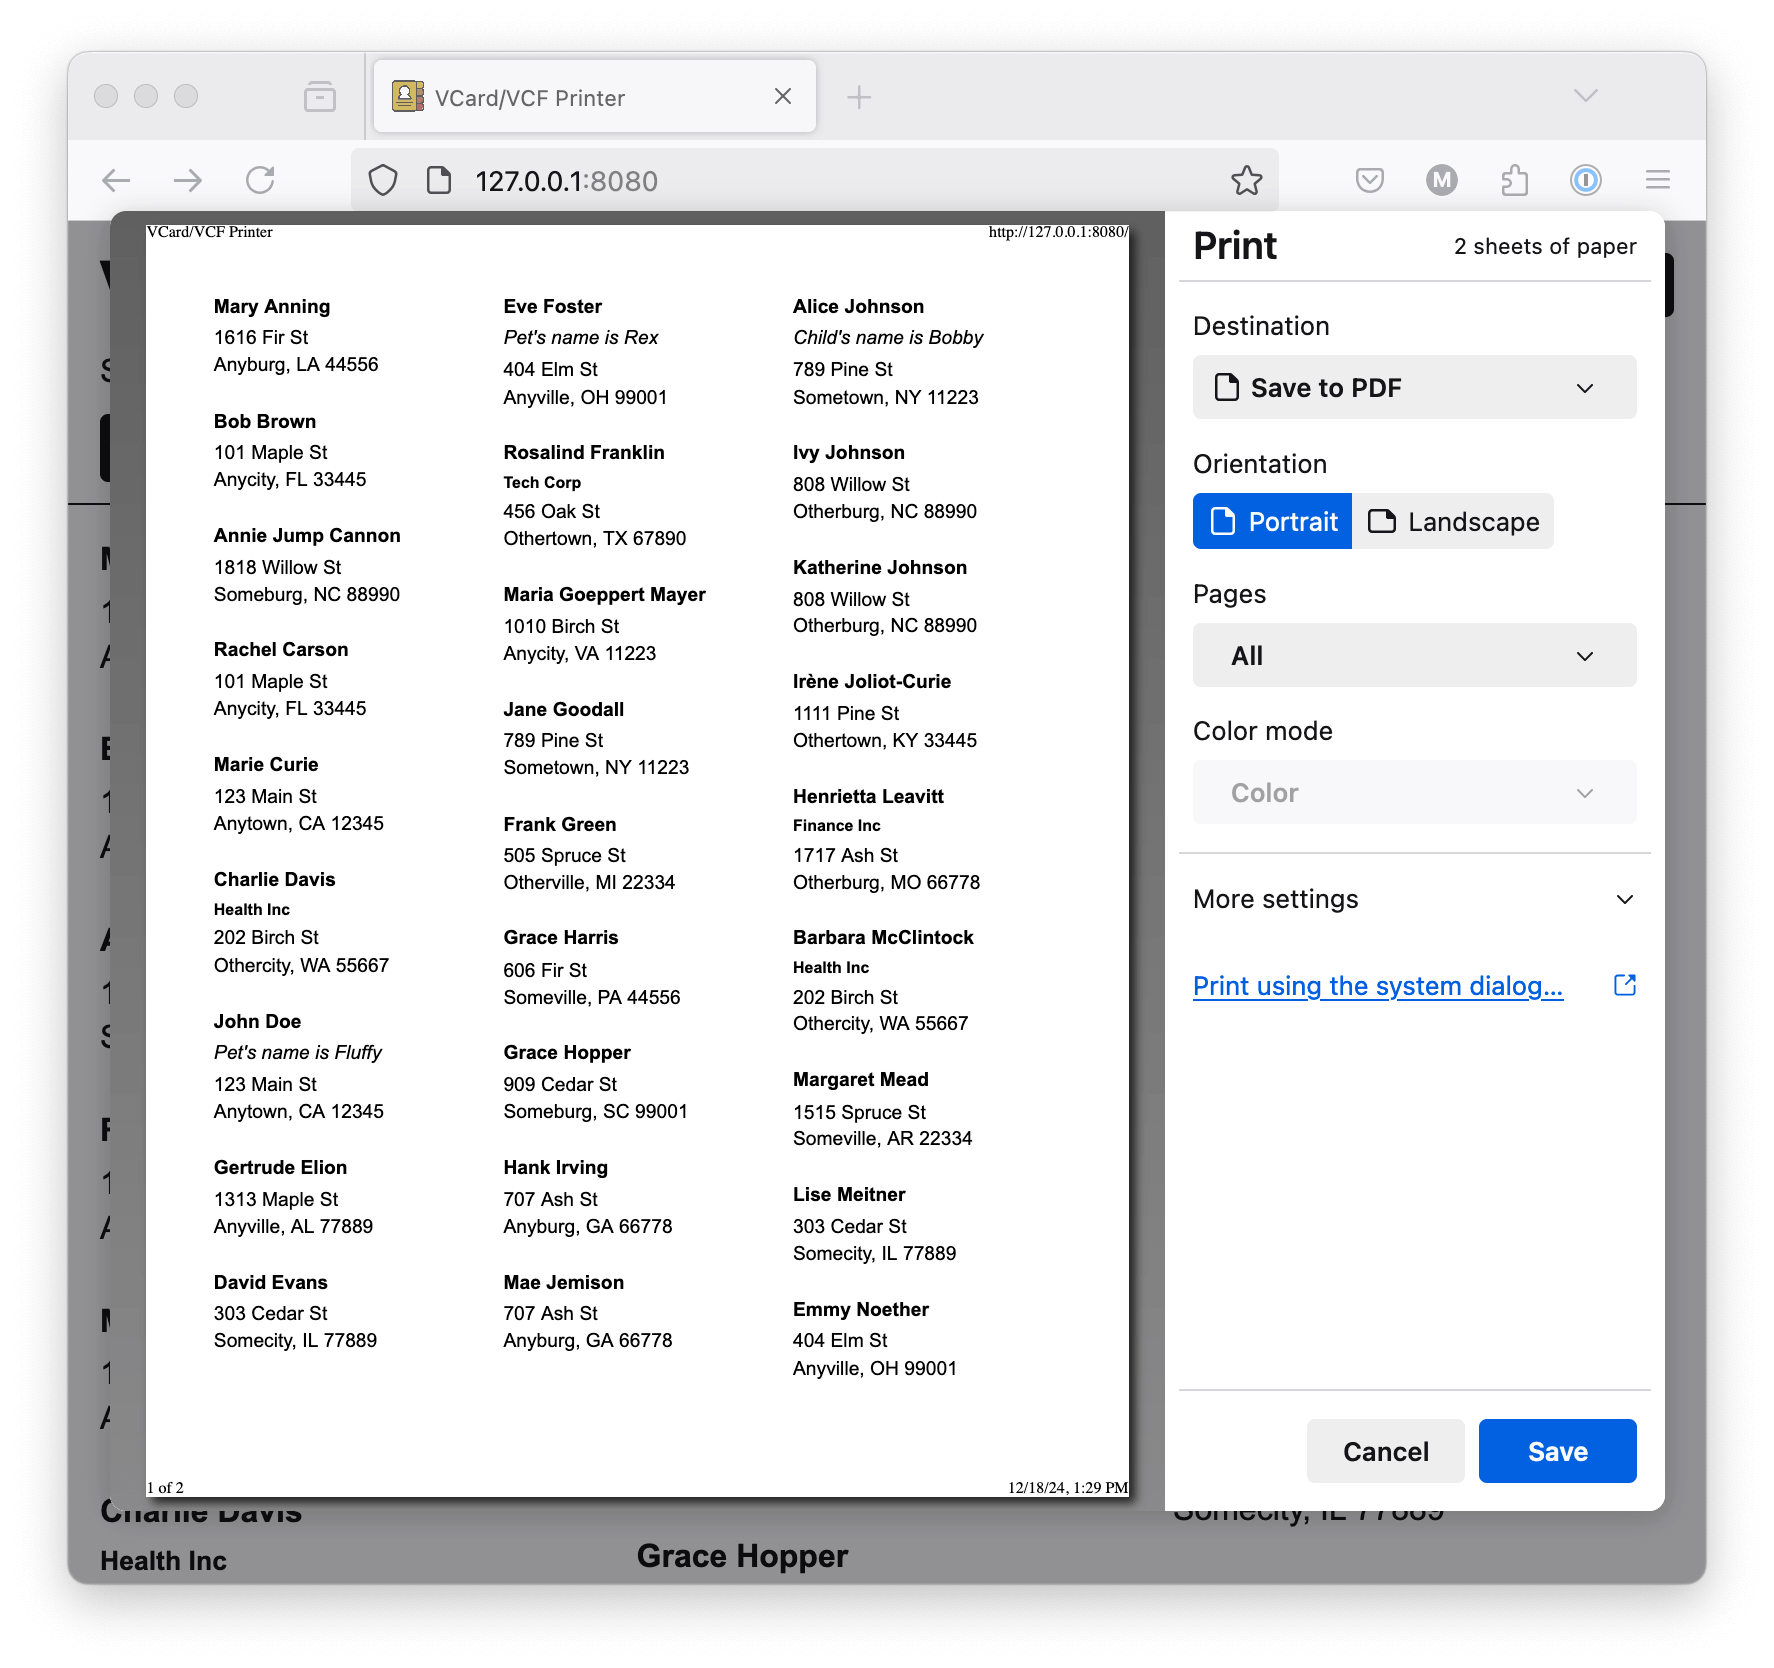 VCard/VCF Printer
127.0.0.1:8080
M
VCard/VCF Printer
http://127.0.0.1:8080/
Mary Anning
1616 Fir St
Anyburg, LA 44556
Bob Brown
101 Maple St
Anycity, FL 33445
Annie Jump Cannon
1818 Willow St
Someburg, NC 88990
Rachel Carson
101 Maple St
Anycity, FL 33445
Marie Curie
123 Main St
Anytown, CA 12345
Charlie Davis
Health Inc
202 Birch St
Othercity, WA 55667
John Doe
Pet's name is Fluffy
123 Main St
Anytown, CA 12345
Gertrude Elion
1313 Maple St
Anyville, AL 77889
David Evans
303 Cedar St
Somecity, IL 77889
Eve Foster
Pet's name is Rex
404 Elm St
Anyville, OH 99001
Rosalind Franklin
Tech Corp
456 Oak St
Othertown, TX 67890
Maria Goeppert Mayer
1010 Birch St
Anycity, VA 11223
Jane Goodall
789 Pine St
Sometown, NY 11223
Frank Green
505 Spruce St
Otherville, MI 22334
Grace Harris
606 Fir St
Someville, PA 44556
Grace Hopper
909 Cedar St
Someburg, SC 99001
Hank Irving
707 Ash St
Anyburg, GA 66778
Mae Jemison
707 Ash St
Anyburg, GA 66778
Alice Johnson
Child's name is Bobby
789 Pine St
Sometown, NY 11223
Ivy Johnson
808 Willow St
Otherburg, NC 88990
Katherine Johnson
808 Willow St
Otherburg, NC 88990
Irène Joliot-Curie
1111 Pine St
Othertown, KY 33445
Henrietta Leavitt
Finance Inc
1717 Ash St
Otherburg, MO 66778
Barbara McClintock
Health Inc
202 Birch St
Othercity, WA 55667
Margaret Mead
1515 Spruce St
Someville, AR 22334
Lise Meitner
303 Cedar St
Somecity, IL 77889
Emmy Noether
404 Elm St
Anyville, OH 99001
1 of 2
12/18/24, 1:29 PM
Print
2 sheets of paper
Destination
Save to PDF
Orientation
Portrait
Landscape
Pages
All
Color mode
Color
More settings
Print using the system dialog...
Cancel
Save
Charlie Davis
Health Inc
Grace Hopper
Somecity, IL 77889